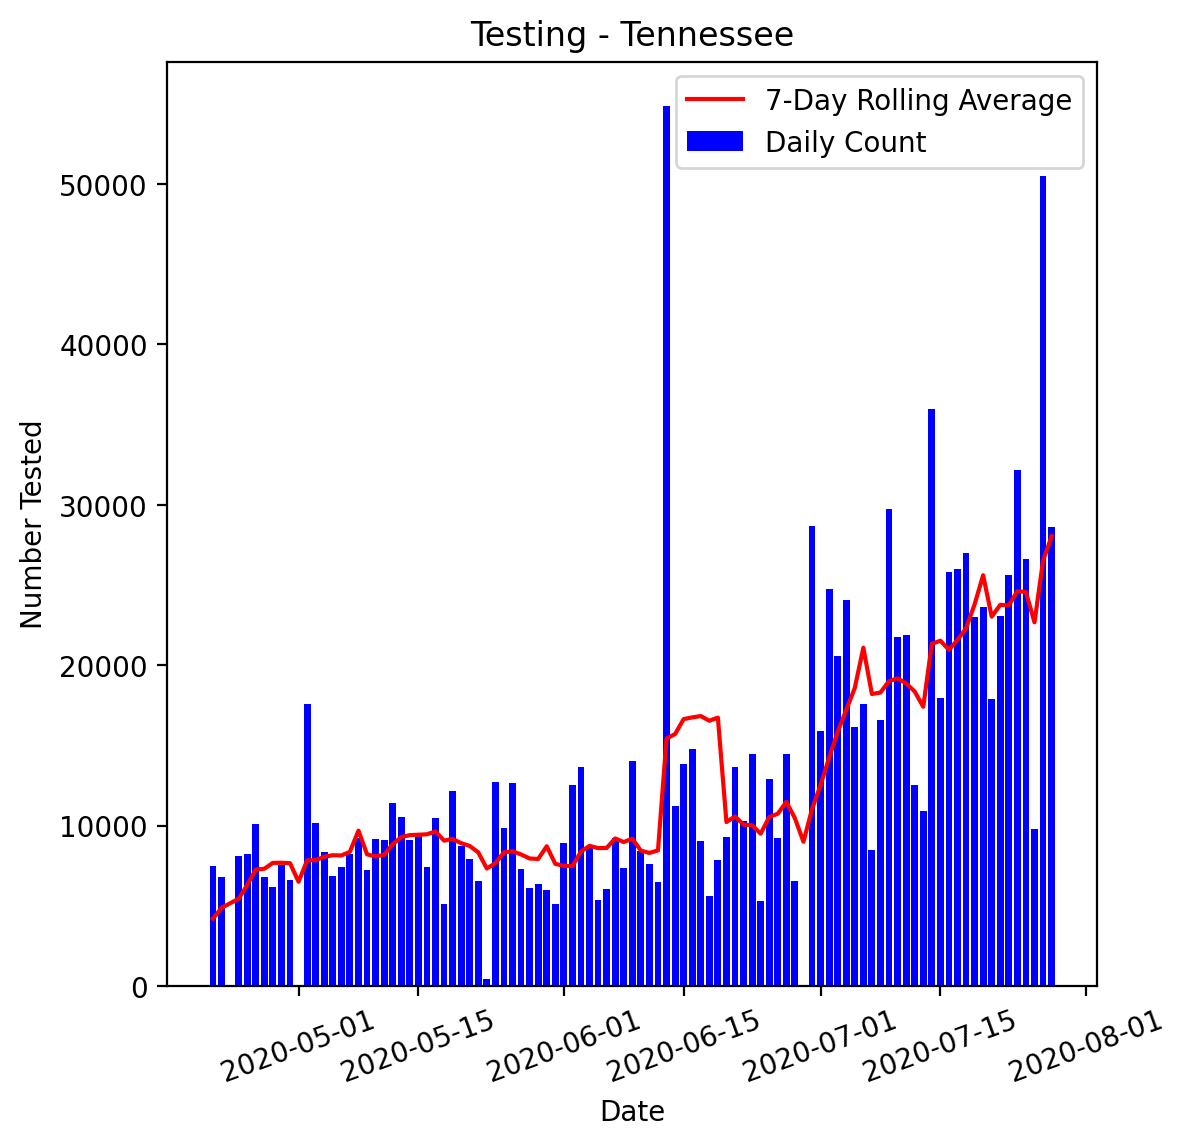 Testing - Tennessee
7-Day Rolling Average
Daily Count
Number Tested
50000
40000
30000
20000
10000
0
2020-05-01
2020-05-15
2020-06-01
2020-06-15
2020-07-01
2020-07-15
2020-08-01
Date